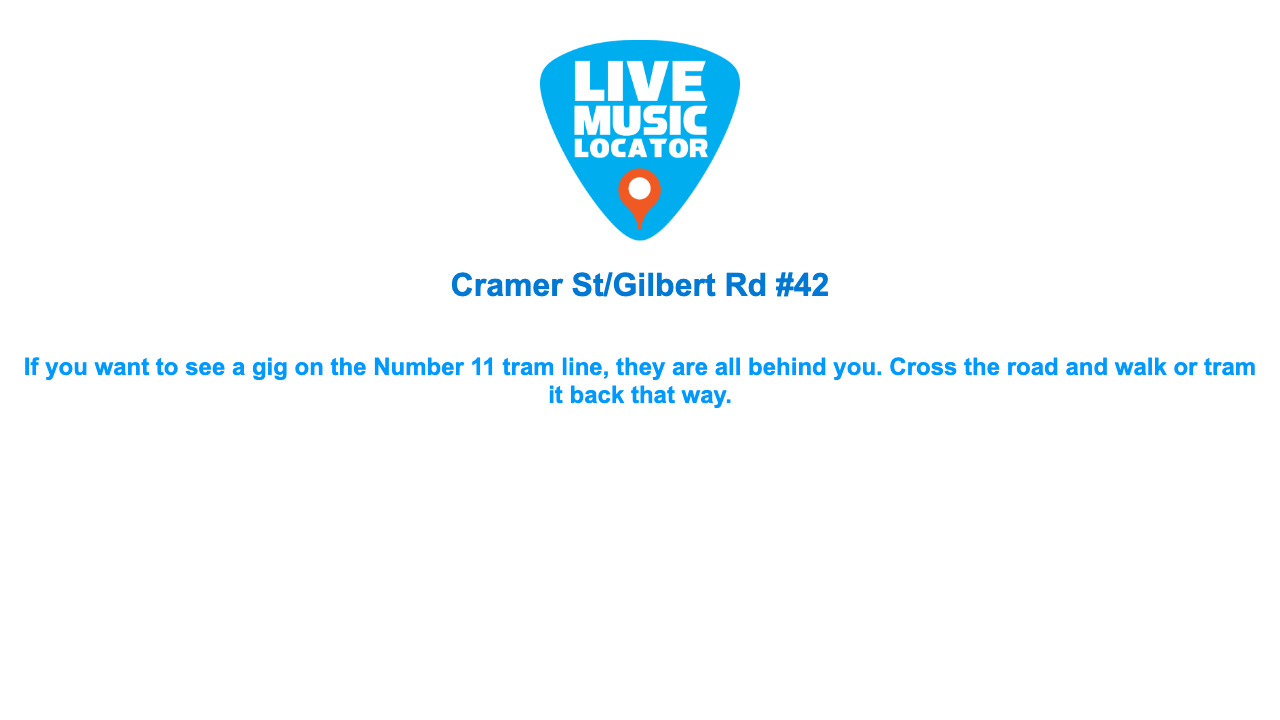 LIVE
MUSIC
LOCATOR
Cramer St/Gilbert Rd #42
If you want to see a gig on the Number 11 tram line, they are all behind you. Cross the road and walk or tram
it back that way.